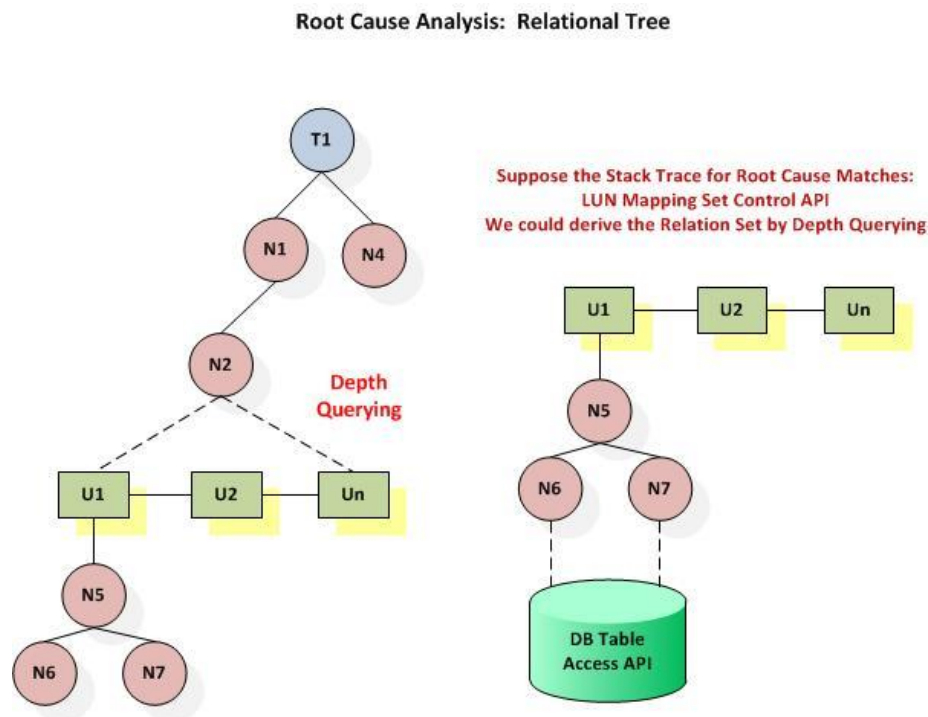 Root Cause Analysis: Relational Tree
T1
N1
N4
N2
Depth
Querying
U1
U2
Un
N5
N6
N7
Suppose the Stack Trace for Root Cause Matches:
LUN Mapping Set Control API
We could derive the Relation Set by Depth Querying
U1
U2
Un
N5
N6
N7
DB Table
Access API